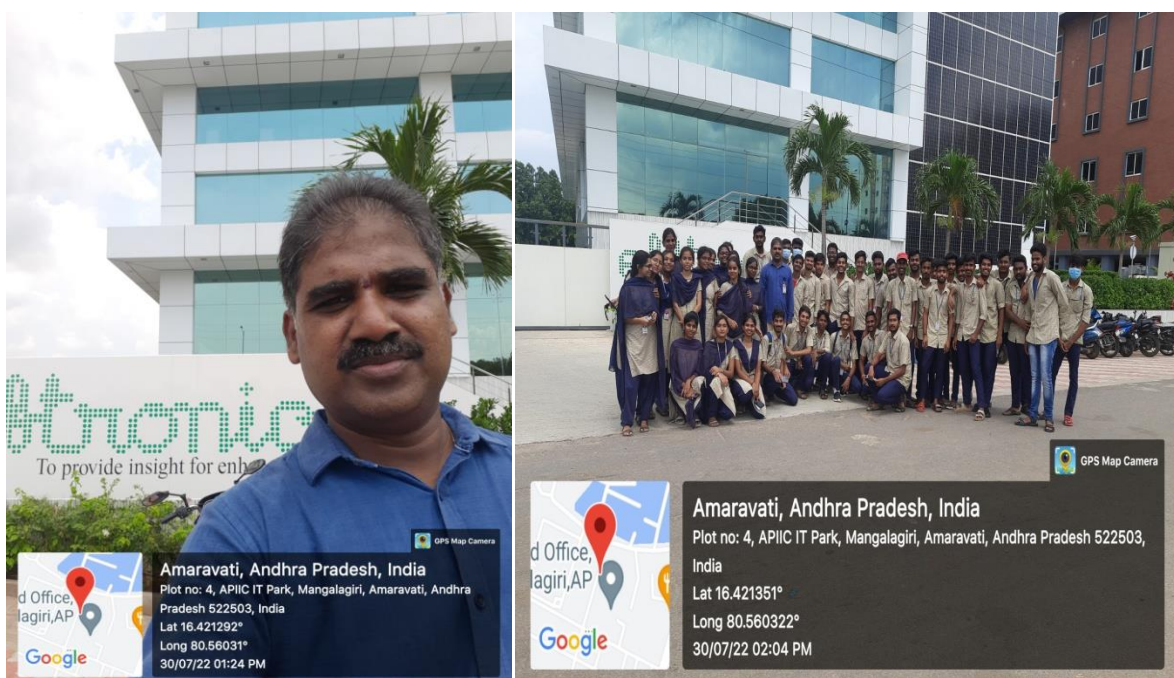 tronic
To provide insight for enh
GPS Map Camera
d Office,
lagiri,AP
Google
Amaravati, Andhra Pradesh, India
Plot no: 4, APIIC IT Park, Mangalagiri, Amaravati, Andhra
Pradesh 522503, India
Lat 16.421292°
Long 80.56031°
30/07/22 01:24 PM
GPS Map Camera
d Office,
lagiri,AP
Google
Amaravati, Andhra Pradesh, India
Plot no: 4, APIIC IT Park, Mangalagiri, Amaravati, Andhra Pradesh 522503,
India
Lat 16.421351°
Long 80.560322°
30/07/22 02:04 PM